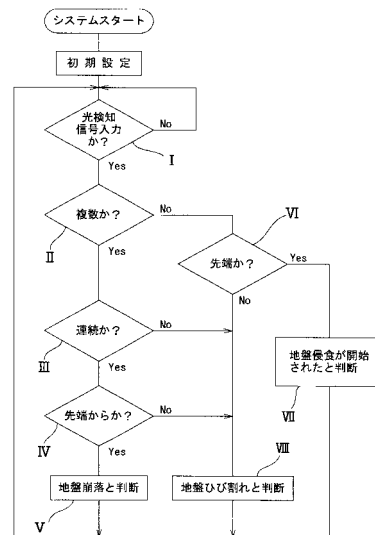 システムスタート
初期設定
光検知
信号入力
か？
No
I
Yes
複数か？
No
II
Yes
VI
先端か？
Yes
No
連続か？
No
III
Yes
地盤侵食が開始
されたと判断
VII
先端からか？
No
IV
Yes
VIII
地盤崩落と判断
地盤ひび割れと判断
V